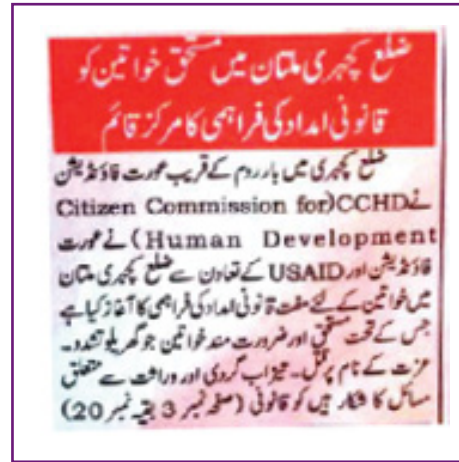 ضلع کچہری ملتان میں مستحق خواتین کو
قانونی امداد کی فراہمی کا مرکز قائم
ضلع کچہری میں بار روم کے قریب عورت فاؤنڈیشن
نے CCHD(Citizen Commission for
Human Development) نے عورت
فاؤنڈیشن اور USAID کے تعاون سے ضلع کچہری ملتان
میں خواتین کے لئے مفت قانونی امداد کی فراہمی کا آغاز کیا ہے
جس کے تحت مستحق اور ضرورت مند خواتین جو گھریلو تشدد۔
عزت کے نام پر قتل۔ تیزاب گردی اور وراثت سے متعلق
مسائل کا شکار ہیں کو قانونی (صفحہ نمبر 3 بقیہ نمبر 20)